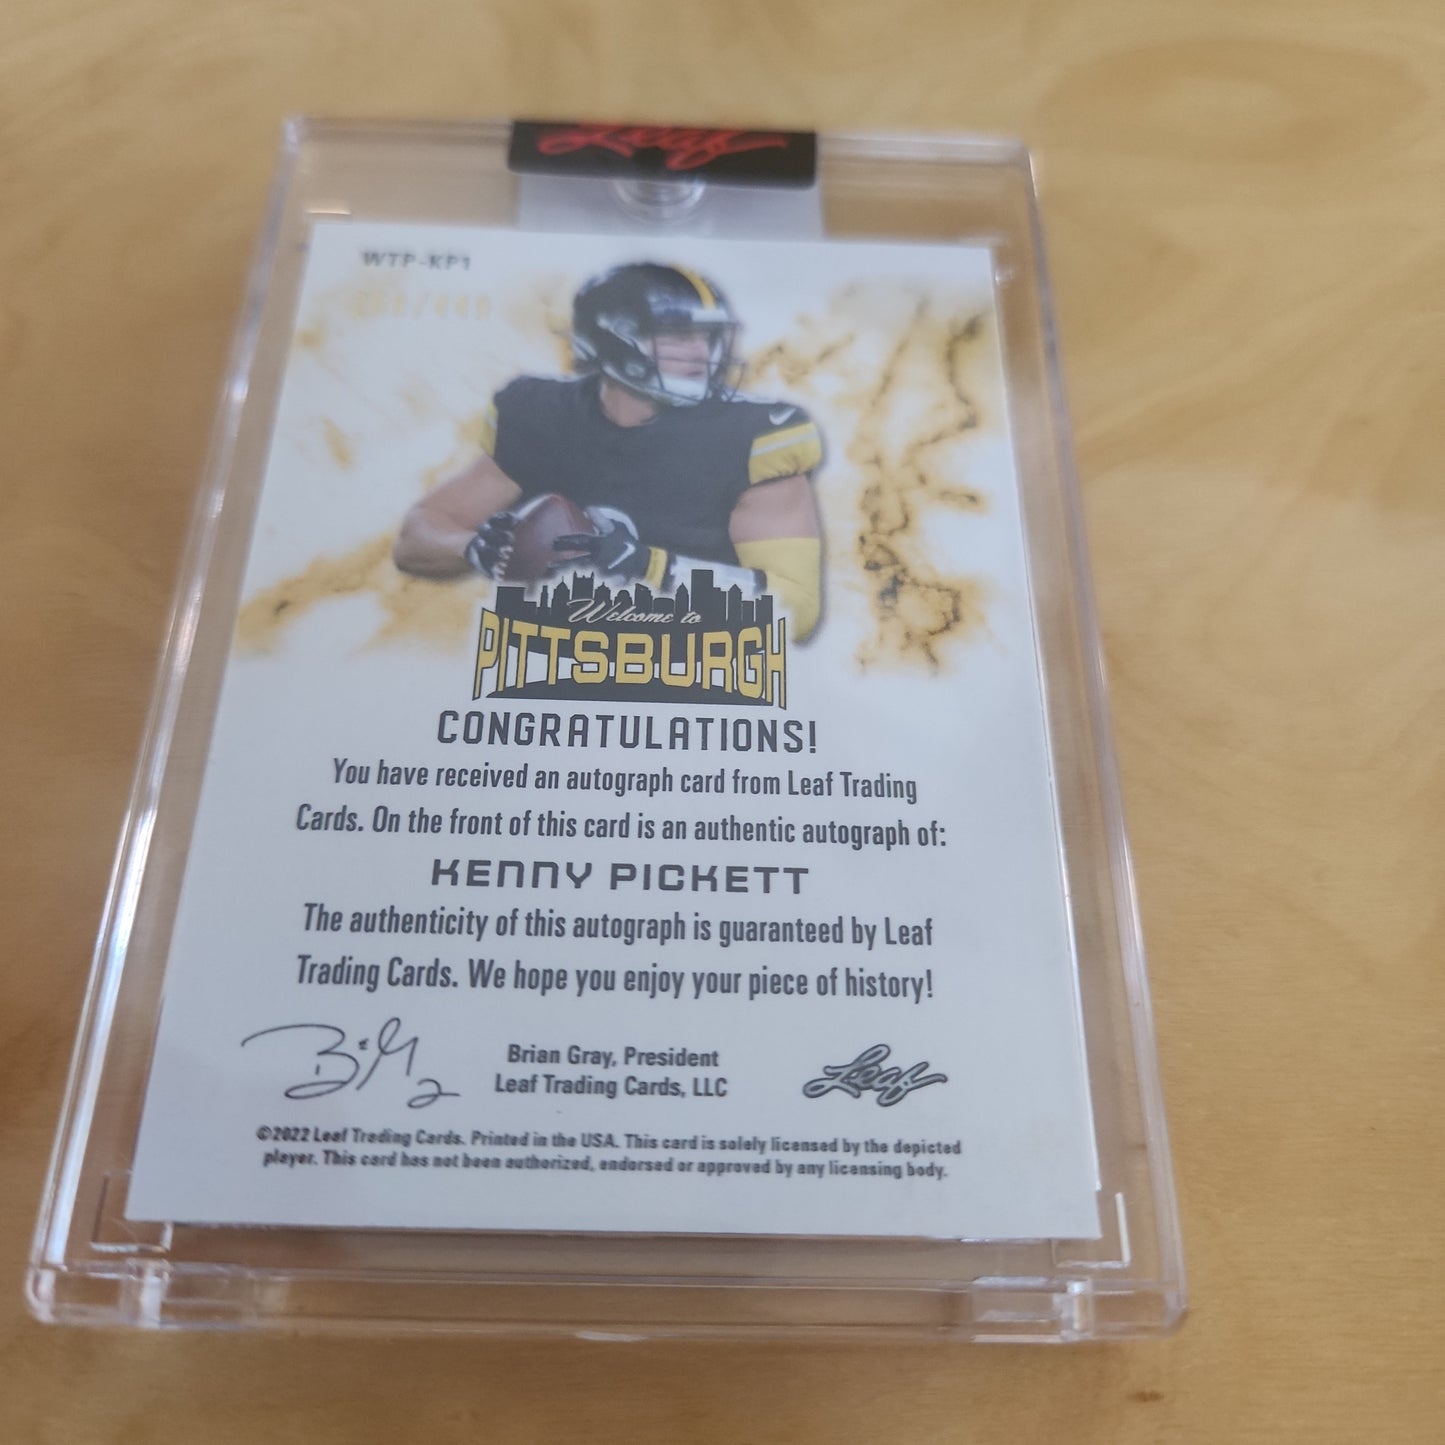 Leaf
WTP-KP1
Welcome to
PITTSBURGH
CONGRATULATIONS!
You have received an autograph card from Leaf Trading
Cards. On the front of this card is an authentic autograph of:
KENNY PICKETT
The authenticity of this autograph is guaranteed by Leaf
Trading Cards. We hope you enjoy your piece of history!
Brian Gray, President
Leaf Trading Cards, LLC
Leaf
©2022 Leaf Trading Cards. Printed in the USA. This card is solely licensed by the depicted
player. This card has not been authorized, endorsed or approved by any licensing body.